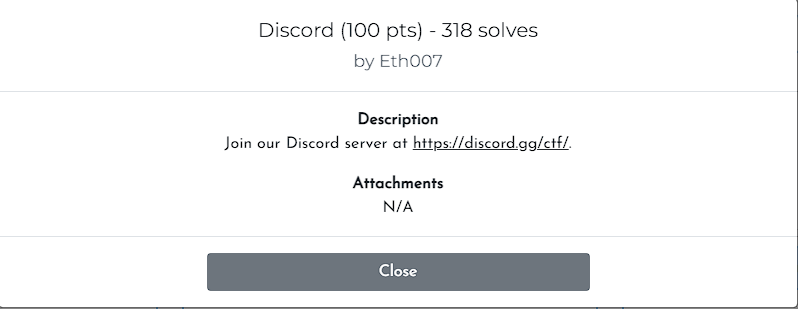 Discord (100 pts) - 318 solves
by Eth007
Description
Join our Discord server at https://discord.gg/ctf/.
Attachments
N/A
Close